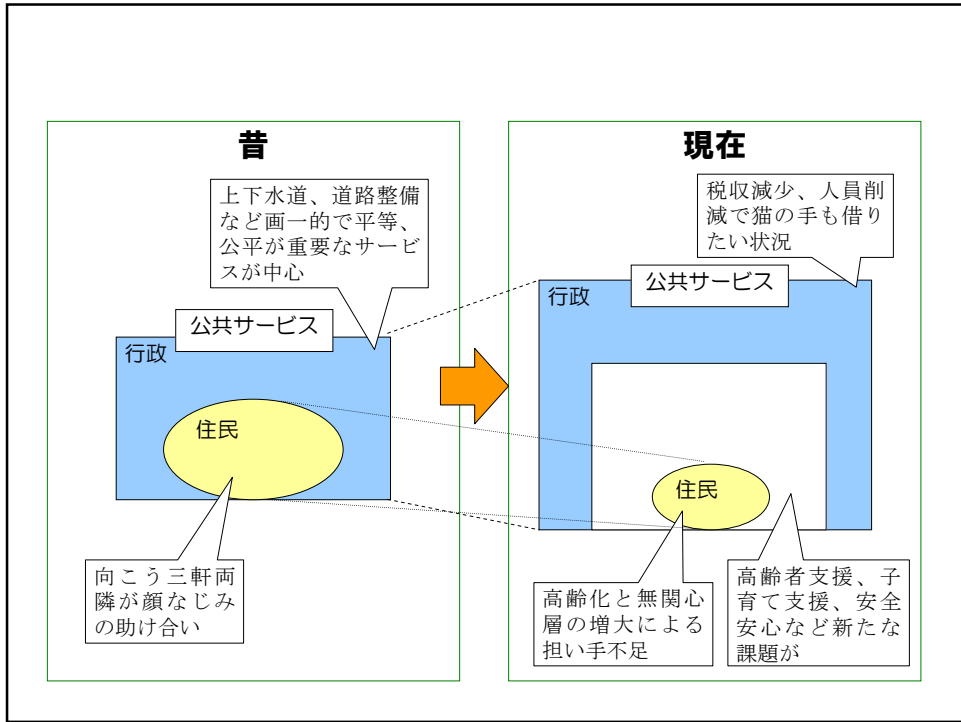 昔
上下水道、道路整備
など画一的で平等、
公平が重要なサービ
スが中心
公共サービス
行政
住民
向こう三軒両
隣が顔なじみ
の助け合い
現在
税収減少、人員削
減で猫の手も借り
たい状況
公共サービス
行政
住民
高齢化と無関心
層の増大による
担い手不足
高齢者支援、子
育て支援、安全
安心など新たな
課題が